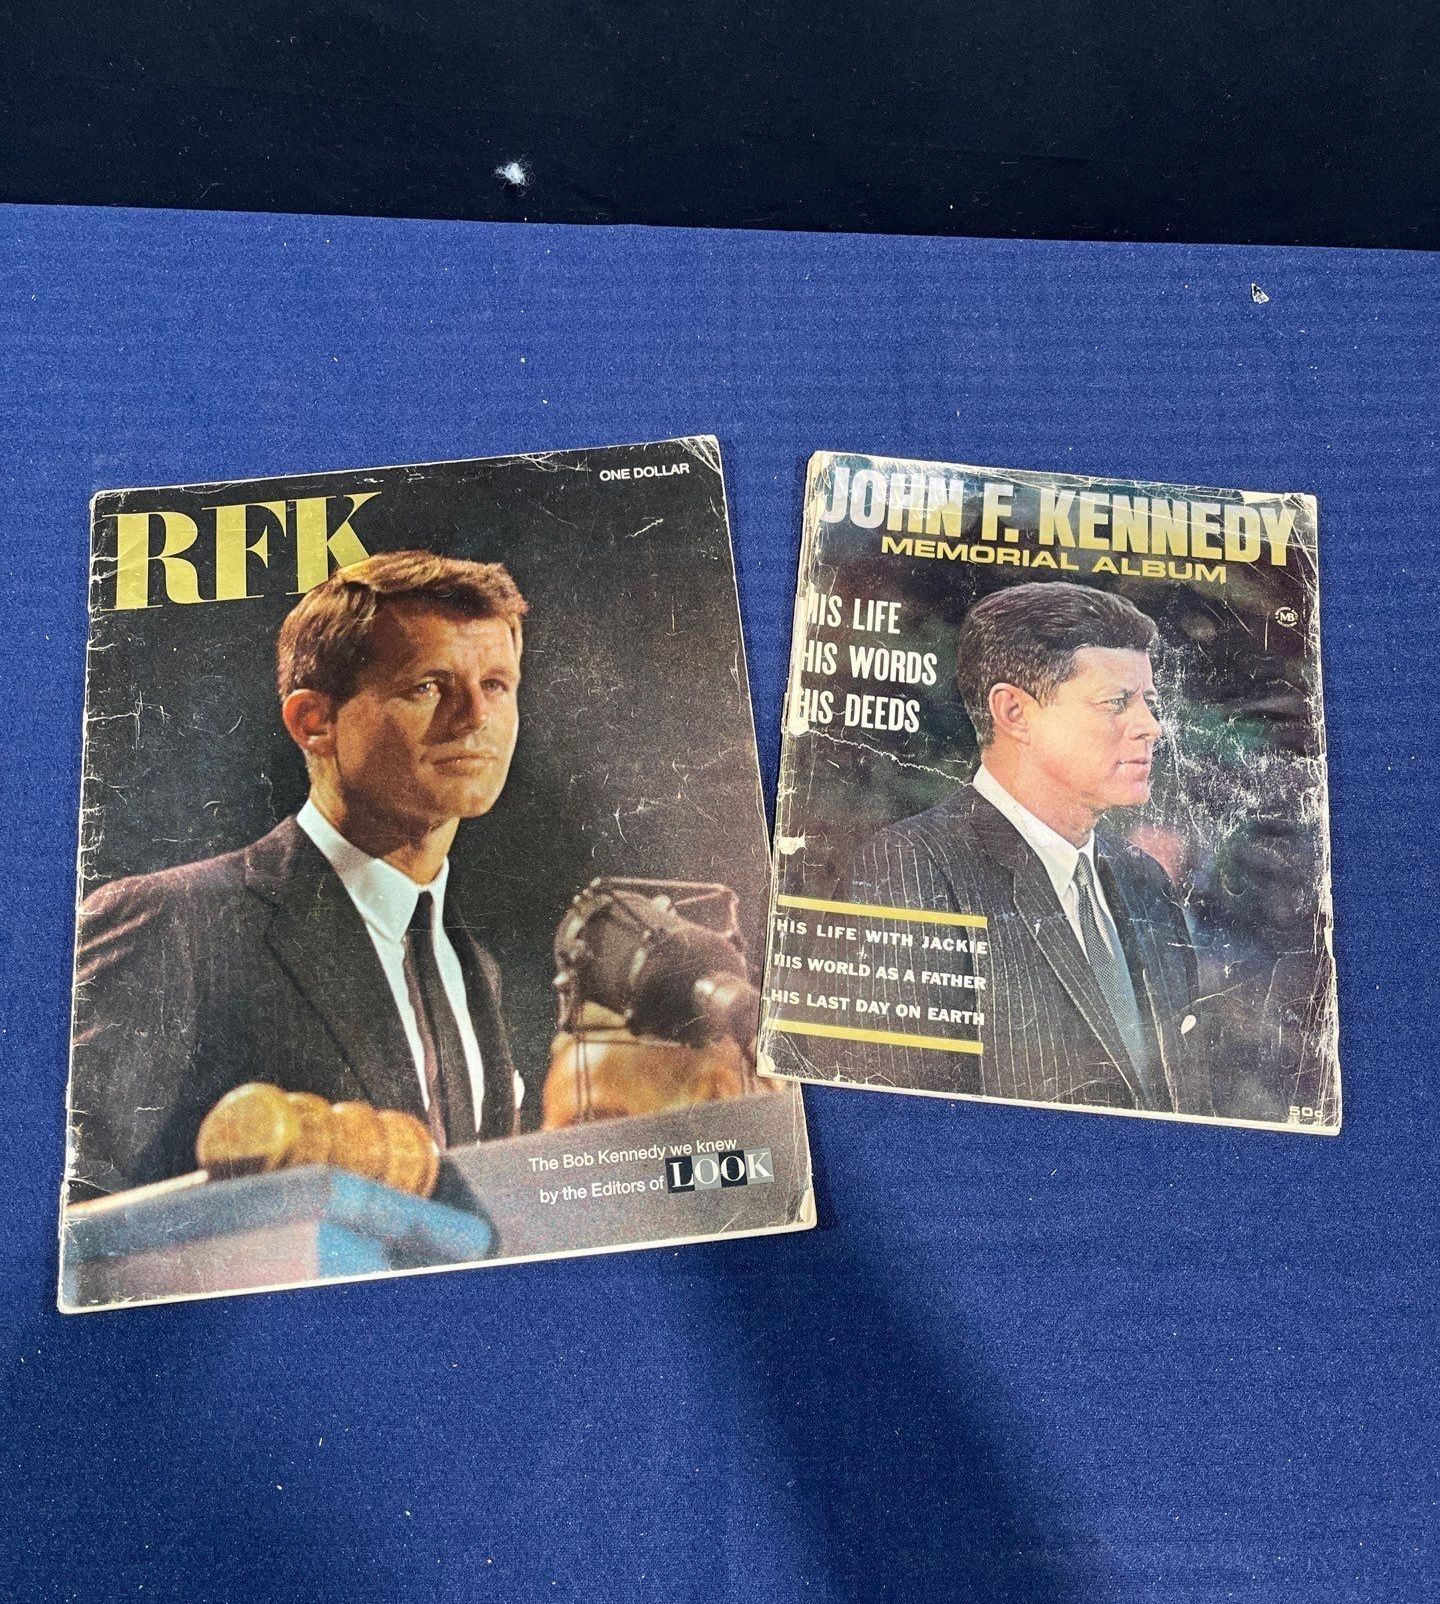 RFK
ONE DOLLAR
The Bob Kennedy we knew
by the Editors of LOOK
JOHN F. KENNEDY
MEMORIAL ALBUM
HIS LIFE
HIS WORDS
HIS DEEDS
MB
HIS LIFE WITH JACKIE
HIS WORLD AS A FATHER
HIS LAST DAY ON EARTH
50¢